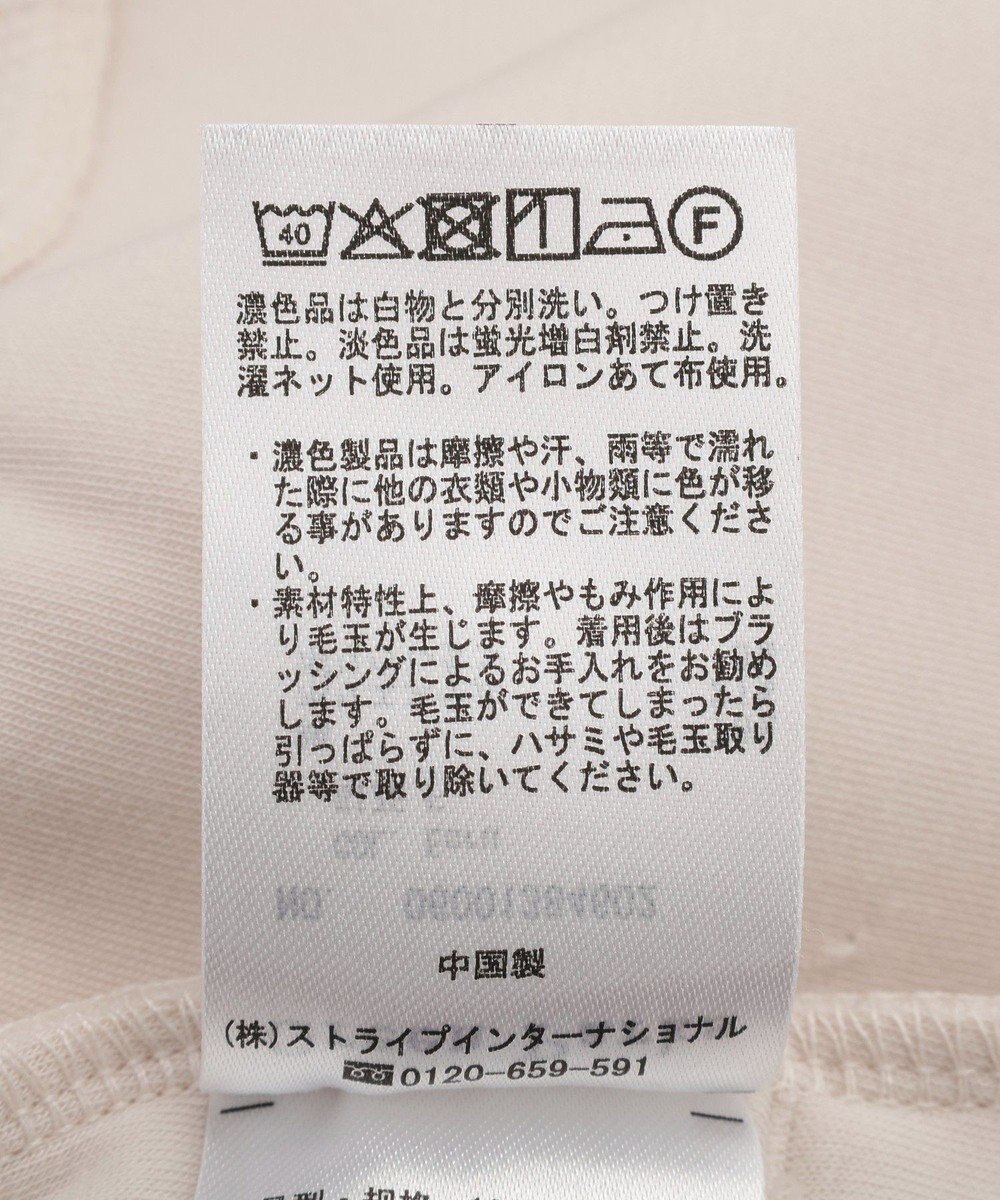 40 F
濃色品は白物と分別洗い。つけ置き
禁止。淡色品は蛍光増白剤禁止。洗
濯ネット使用。アイロンあて布使用。
・濃色製品は摩擦や汗、雨等で濡れ
た際に他の衣類や小物類に色が移
る事がありますのでご注意くださ
い。
・素材特性上、摩擦やもみ作用によ
り毛玉が生じます。着用後はブラ
ッシングによるお手入れをお勧め
します。毛玉ができてしまったら
引っぱらずに、ハサミや毛玉取り
器等で取り除いてください。
COL. Ecru
NO. 06001384602
中国製
(株)ストライプインターナショナル
0120-659-591